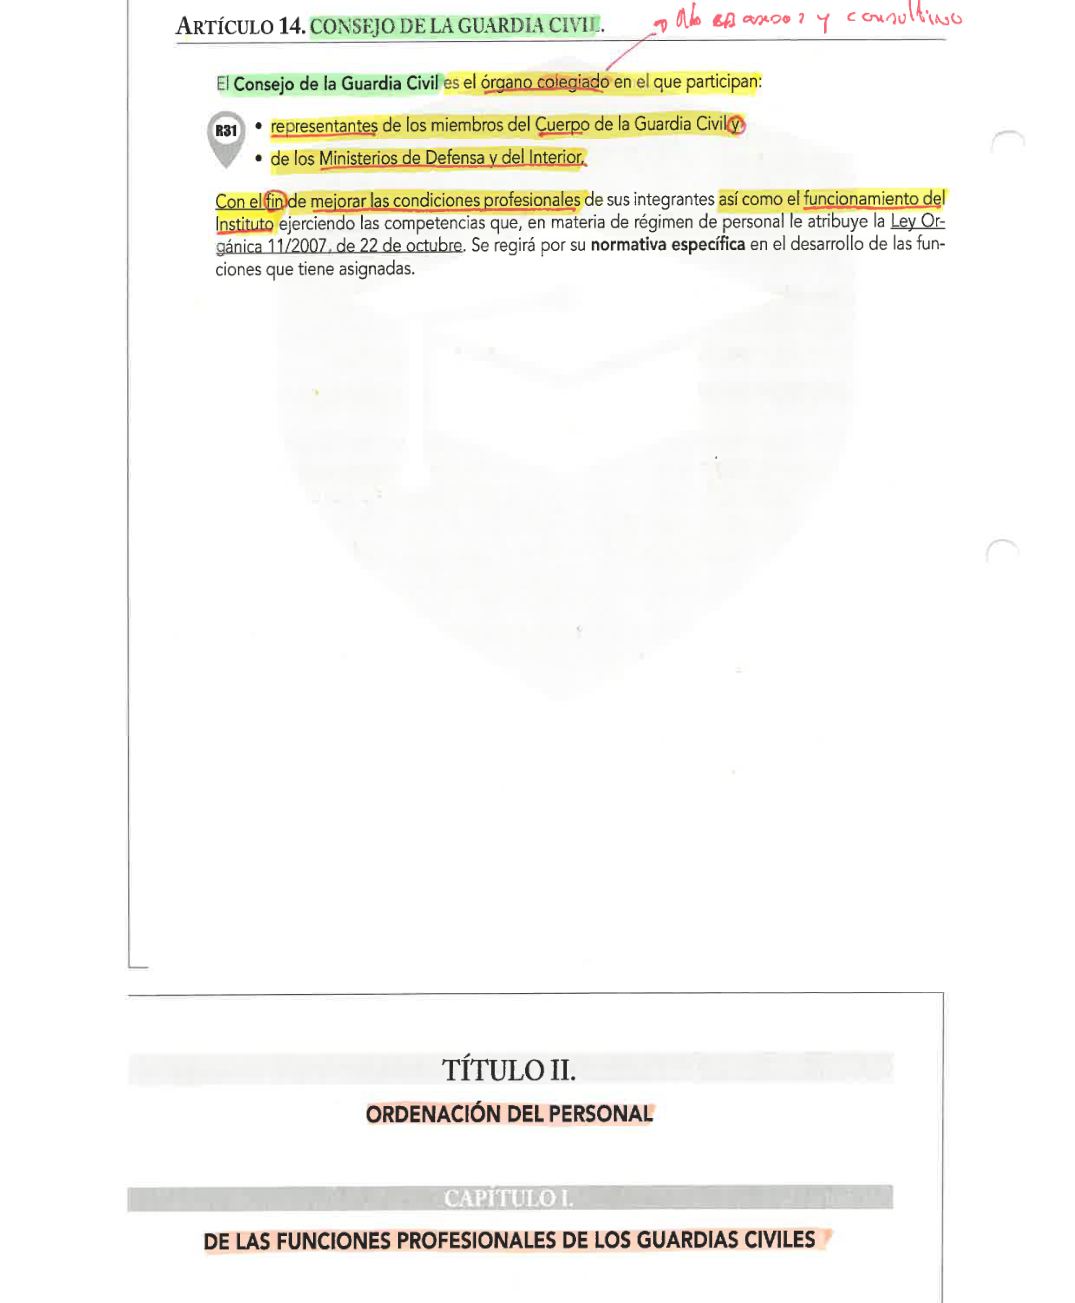 ARTÍCULO 14. CONSEJO DE LA GUARDIA CIVIL.
No es asesor y consultivo
El Consejo de la Guardia Civil es el órgano colegiado en el que participan:
R31
• representantes de los miembros del Cuerpo de la Guardia Civil y
• de los Ministerios de Defensa y del Interior,
Con el fin de mejorar las condiciones profesionales de sus integrantes así como el funcionamiento del
Instituto ejerciendo las competencias que, en materia de régimen de personal le atribuye la Ley Or-
gánica 11/2007, de 22 de octubre. Se regirá por su normativa específica en el desarrollo de las fun-
ciones que tiene asignadas.
TÍTULO II.
ORDENACIÓN DEL PERSONAL
CAPÍTULO I.
DE LAS FUNCIONES PROFESIONALES DE LOS GUARDIAS CIVILES